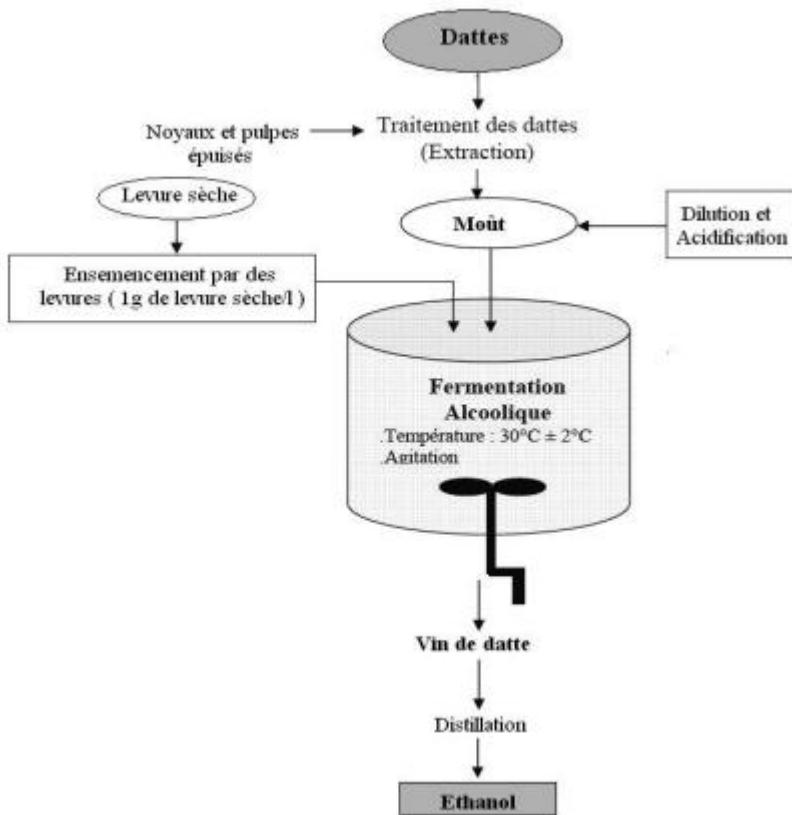 Dattes
Noyaux et pulpes
épuisés
Traitement des dattes
(Extraction)
Levure sèche
Moût
Dilution et
Acidification
Ensemencement par des
levures ( 1g de levure sèche/l )
Fermentation
Alcoolique
.Température : 30°C ± 2°C
.Agitation
Vin de datte
Distillation
Ethanol